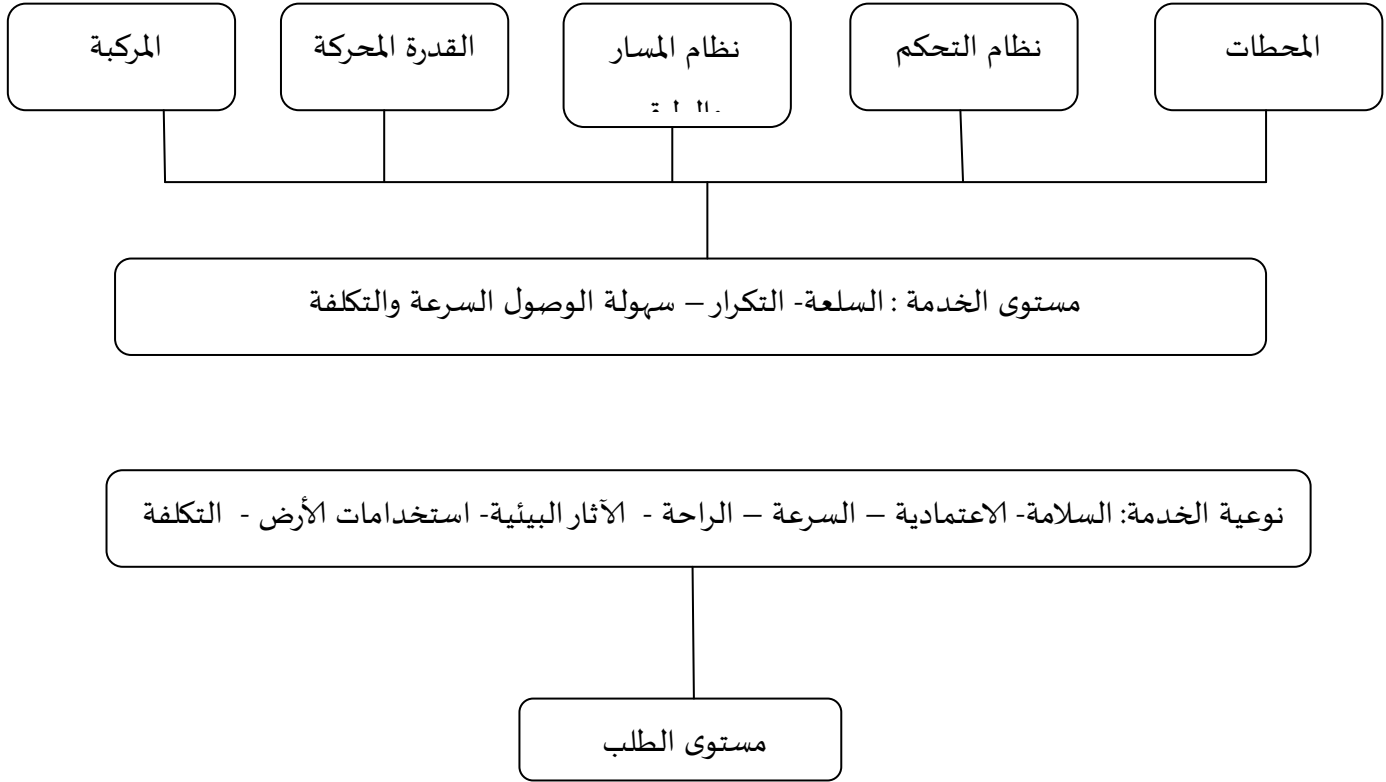 المحطات
نظام التحكم
نظام المسار
القدرة المحركة
المركبة
مستوى الخدمة : السلعة- التكرار – سهولة الوصول السرعة والتكلفة
نوعية الخدمة: السلامة- الاعتمادية – السرعة – الراحة - الآثار البيئية- استخدامات الأرض - التكلفة
مستوى الطلب